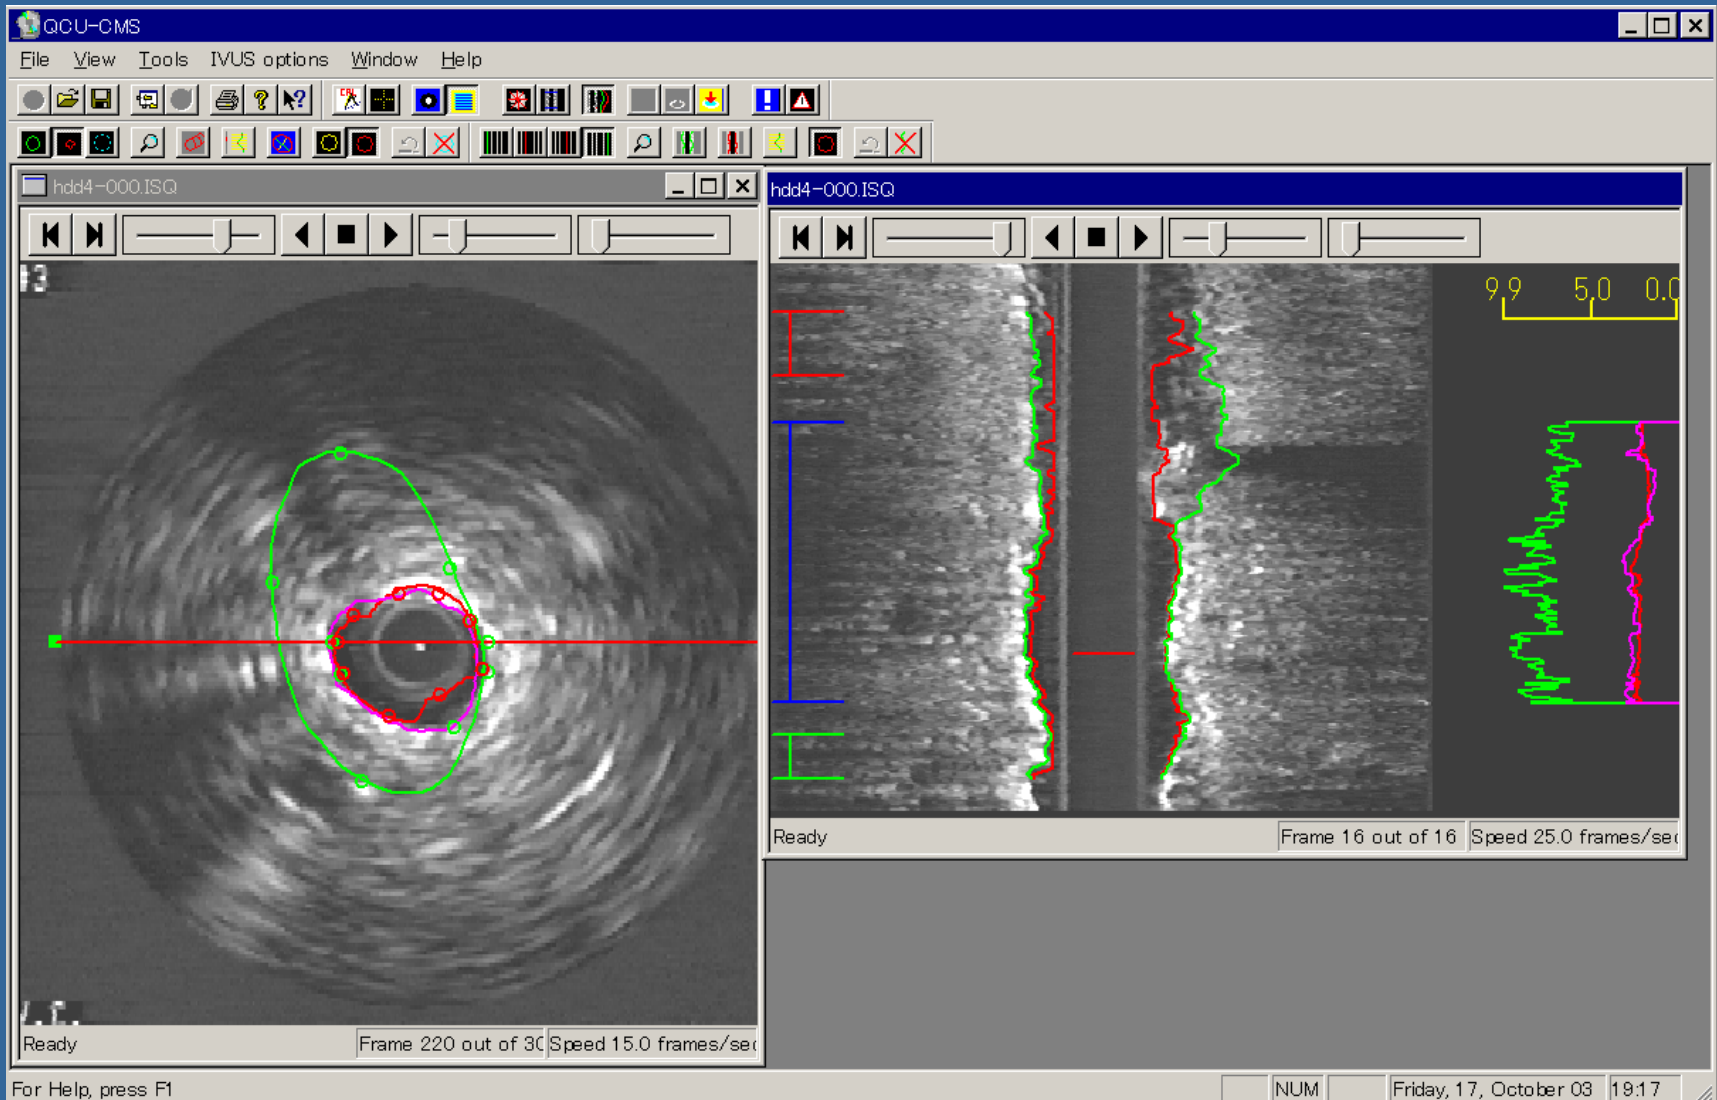 QCU-CMS
File View Tools IVUS options Window Help
hdd4-000.ISQ
hdd4-000.ISQ
9.9 5.0 0.0
Ready
Frame 16 out of 16
Speed 25.0 frames/sec
Ready
Frame 220 out of 30
Speed 15.0 frames/sec
For Help, press F1
NUM
Friday, 17, October 03
19:17